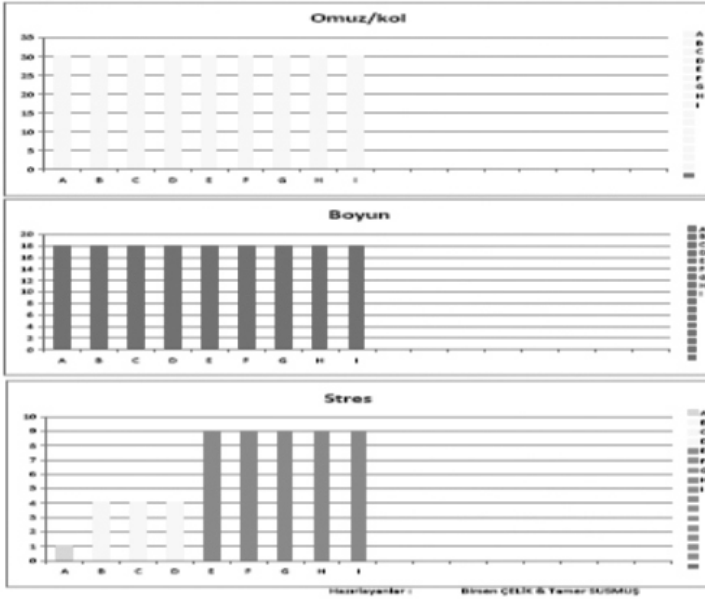 Omuz/kol
35
30
25
20
15
10
5
0
A B C D E F G H I
A
B
C
D
E
F
G
H
I
Boyun
20
18
16
14
12
10
8
6
4
2
0
A B C D E F G H I
A
B
C
D
E
F
G
H
I
Stres
10
9
8
7
6
5
4
3
2
1
0
A B C D E F G H I
A
B
C
D
E
F
G
H
I
Hazırlayanlar : Birsen ÇELİK & Tamer SUSMUŞ